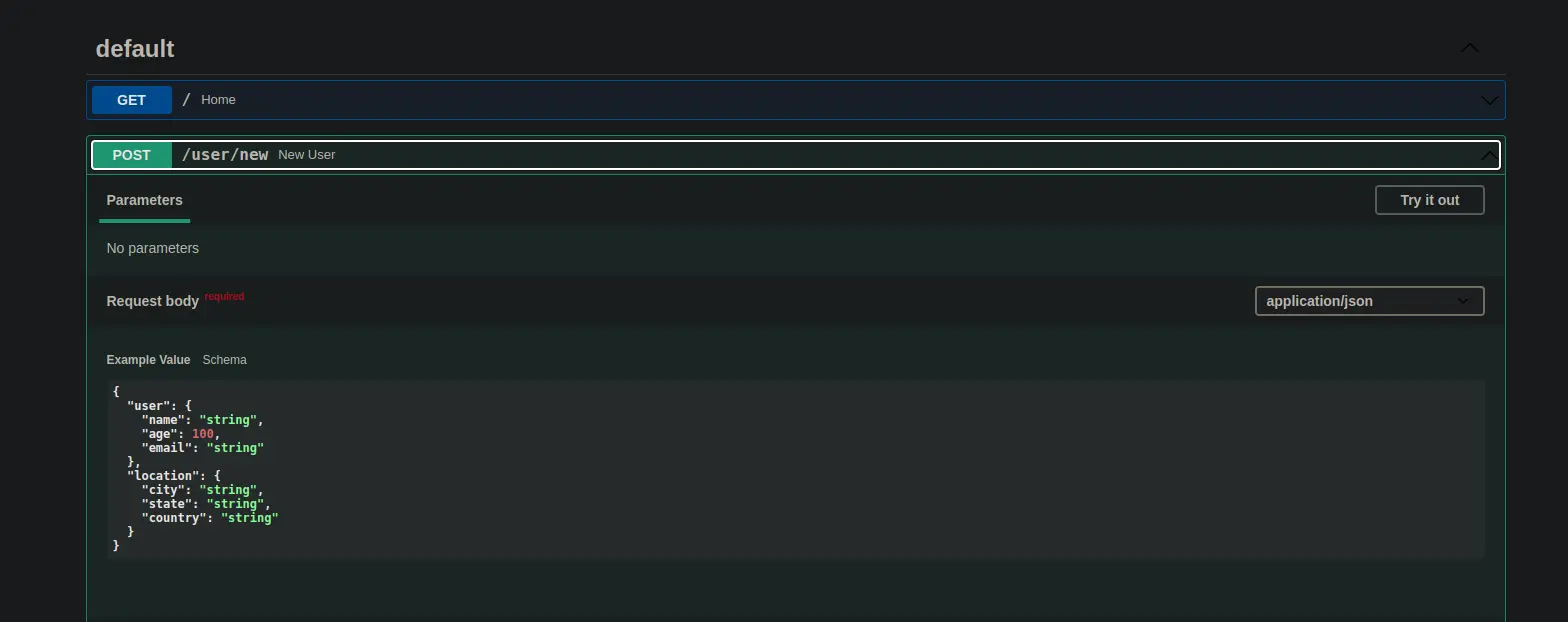 default
GET / Home
POST /user/new New User
Parameters
Try it out
No parameters
Request body required
application/json
Example Value Schema
{
  "user": {
    "name": "string",
    "age": 100,
    "email": "string"
  },
  "location": {
    "city": "string",
    "state": "string",
    "country": "string"
  }
}